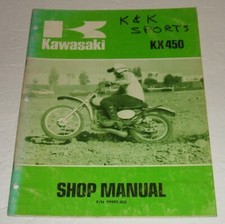 K & K
SPORTS
Kawasaki
KX450
SHOP MANUAL